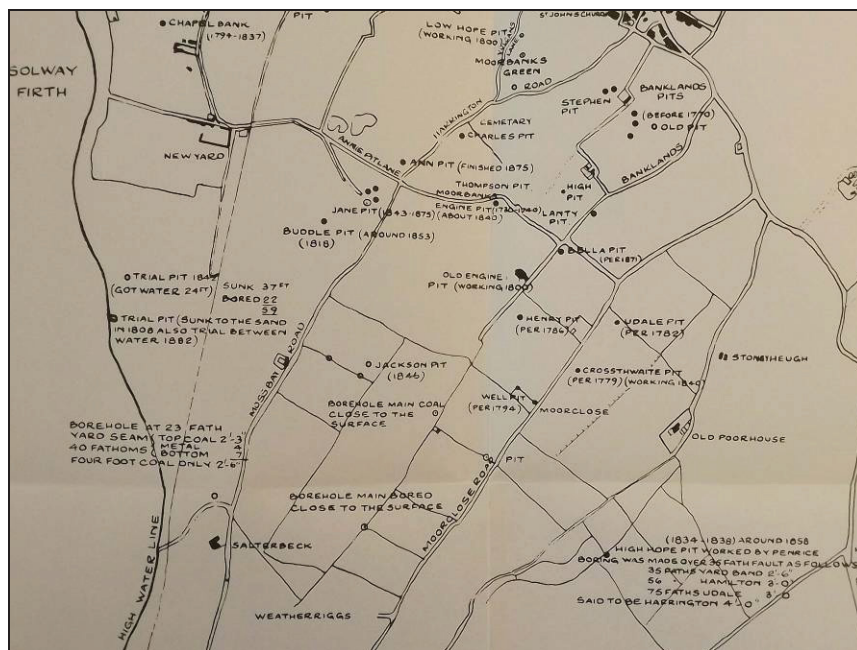 CHAPEL BANK
(1794-1837)
PIT
LOW HOPE PIT
(WORKING 1800)
ST JOHN'S CHURCH
LANE
SOLWAY
FIRTH
MOORBANKS
GREEN
ROAD
HARRINGTON
STEPHEN
PIT
BANKLANDS
PITS
(BEFORE 1770)
OLD PIT
CEMETARY
CHARLES PIT
NEW YARD
ANNIE PIT LANE
ANN PIT (FINISHED 1875)
BANKLANDS
THOMPSON PIT
MOORBANKS
HIGH
PIT
JANE PIT (1843-1875)
ENGINE PIT
(ABOUT 1840)
LANTY
PIT
BUDDLE PIT (AROUND 1853)
(1818)
BELLA PIT
(PER 1871)
TRIAL PIT
(GOT WATER 24FT)
SUNK 37FT
BORED 22
59
OLD ENGINE
PIT (WORKING 1800)
TRIAL PIT (SUNK TO THE SAND
IN 1808 ALSO TRIAL BETWEEN
WATER 1882)
HENRY PIT
(PER 1786)
UDALE PIT
(PER 1782)
MOSSBAY ROAD
JACKSON PIT
(1846)
STONEYHEUGH
CROSSTHWAITE PIT
(PER 1779) (WORKING 1840)
WELL PIT
(PER 1794)
MOORCLOSE
BOREHOLE MAIN COAL
CLOSE TO THE
SURFACE
BOREHOLE AT 23 FATH
YARD SEAM TOP COAL 2'-3"
METAL 4
40 FATHOMS BOTTOM 7
FOUR FOOT COAL ONLY 2'-6"
OLD POORHOUSE
PIT
MOORCLOSE ROAD
BOREHOLE MAIN BORED
CLOSE TO THE SURFACE
SALTERBECK
HIGH WATER LINE
WEATHERRIGGS
(1834-1838) AROUND 1858
HIGH HOPE PIT WORKED BY PENRICE
BORING WAS MADE OVER 35 FATH FAULT AS FOLLOWS
35 FATHS YARD BAND 2'-6"
56 " HAMILTON 3'-0"
75 FATHS UDALE 3'-0
SAID TO BE HARRINGTON 4'-0"